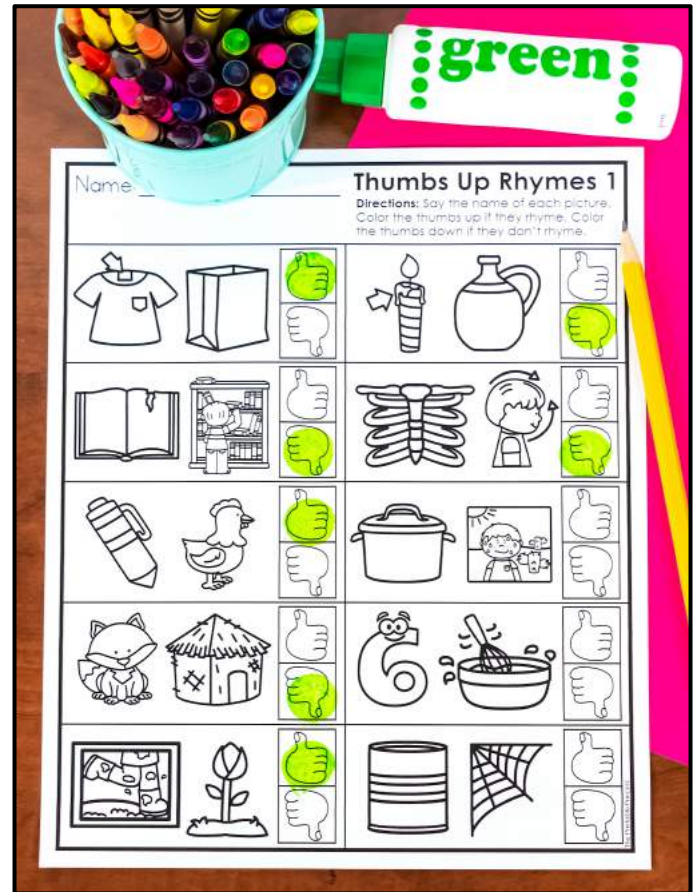 green
Name
Thumbs Up Rhymes 1
Directions: Say the name of each picture.
Color the thumbs up if they rhyme. Color
the thumbs down if they don't rhyme.
6